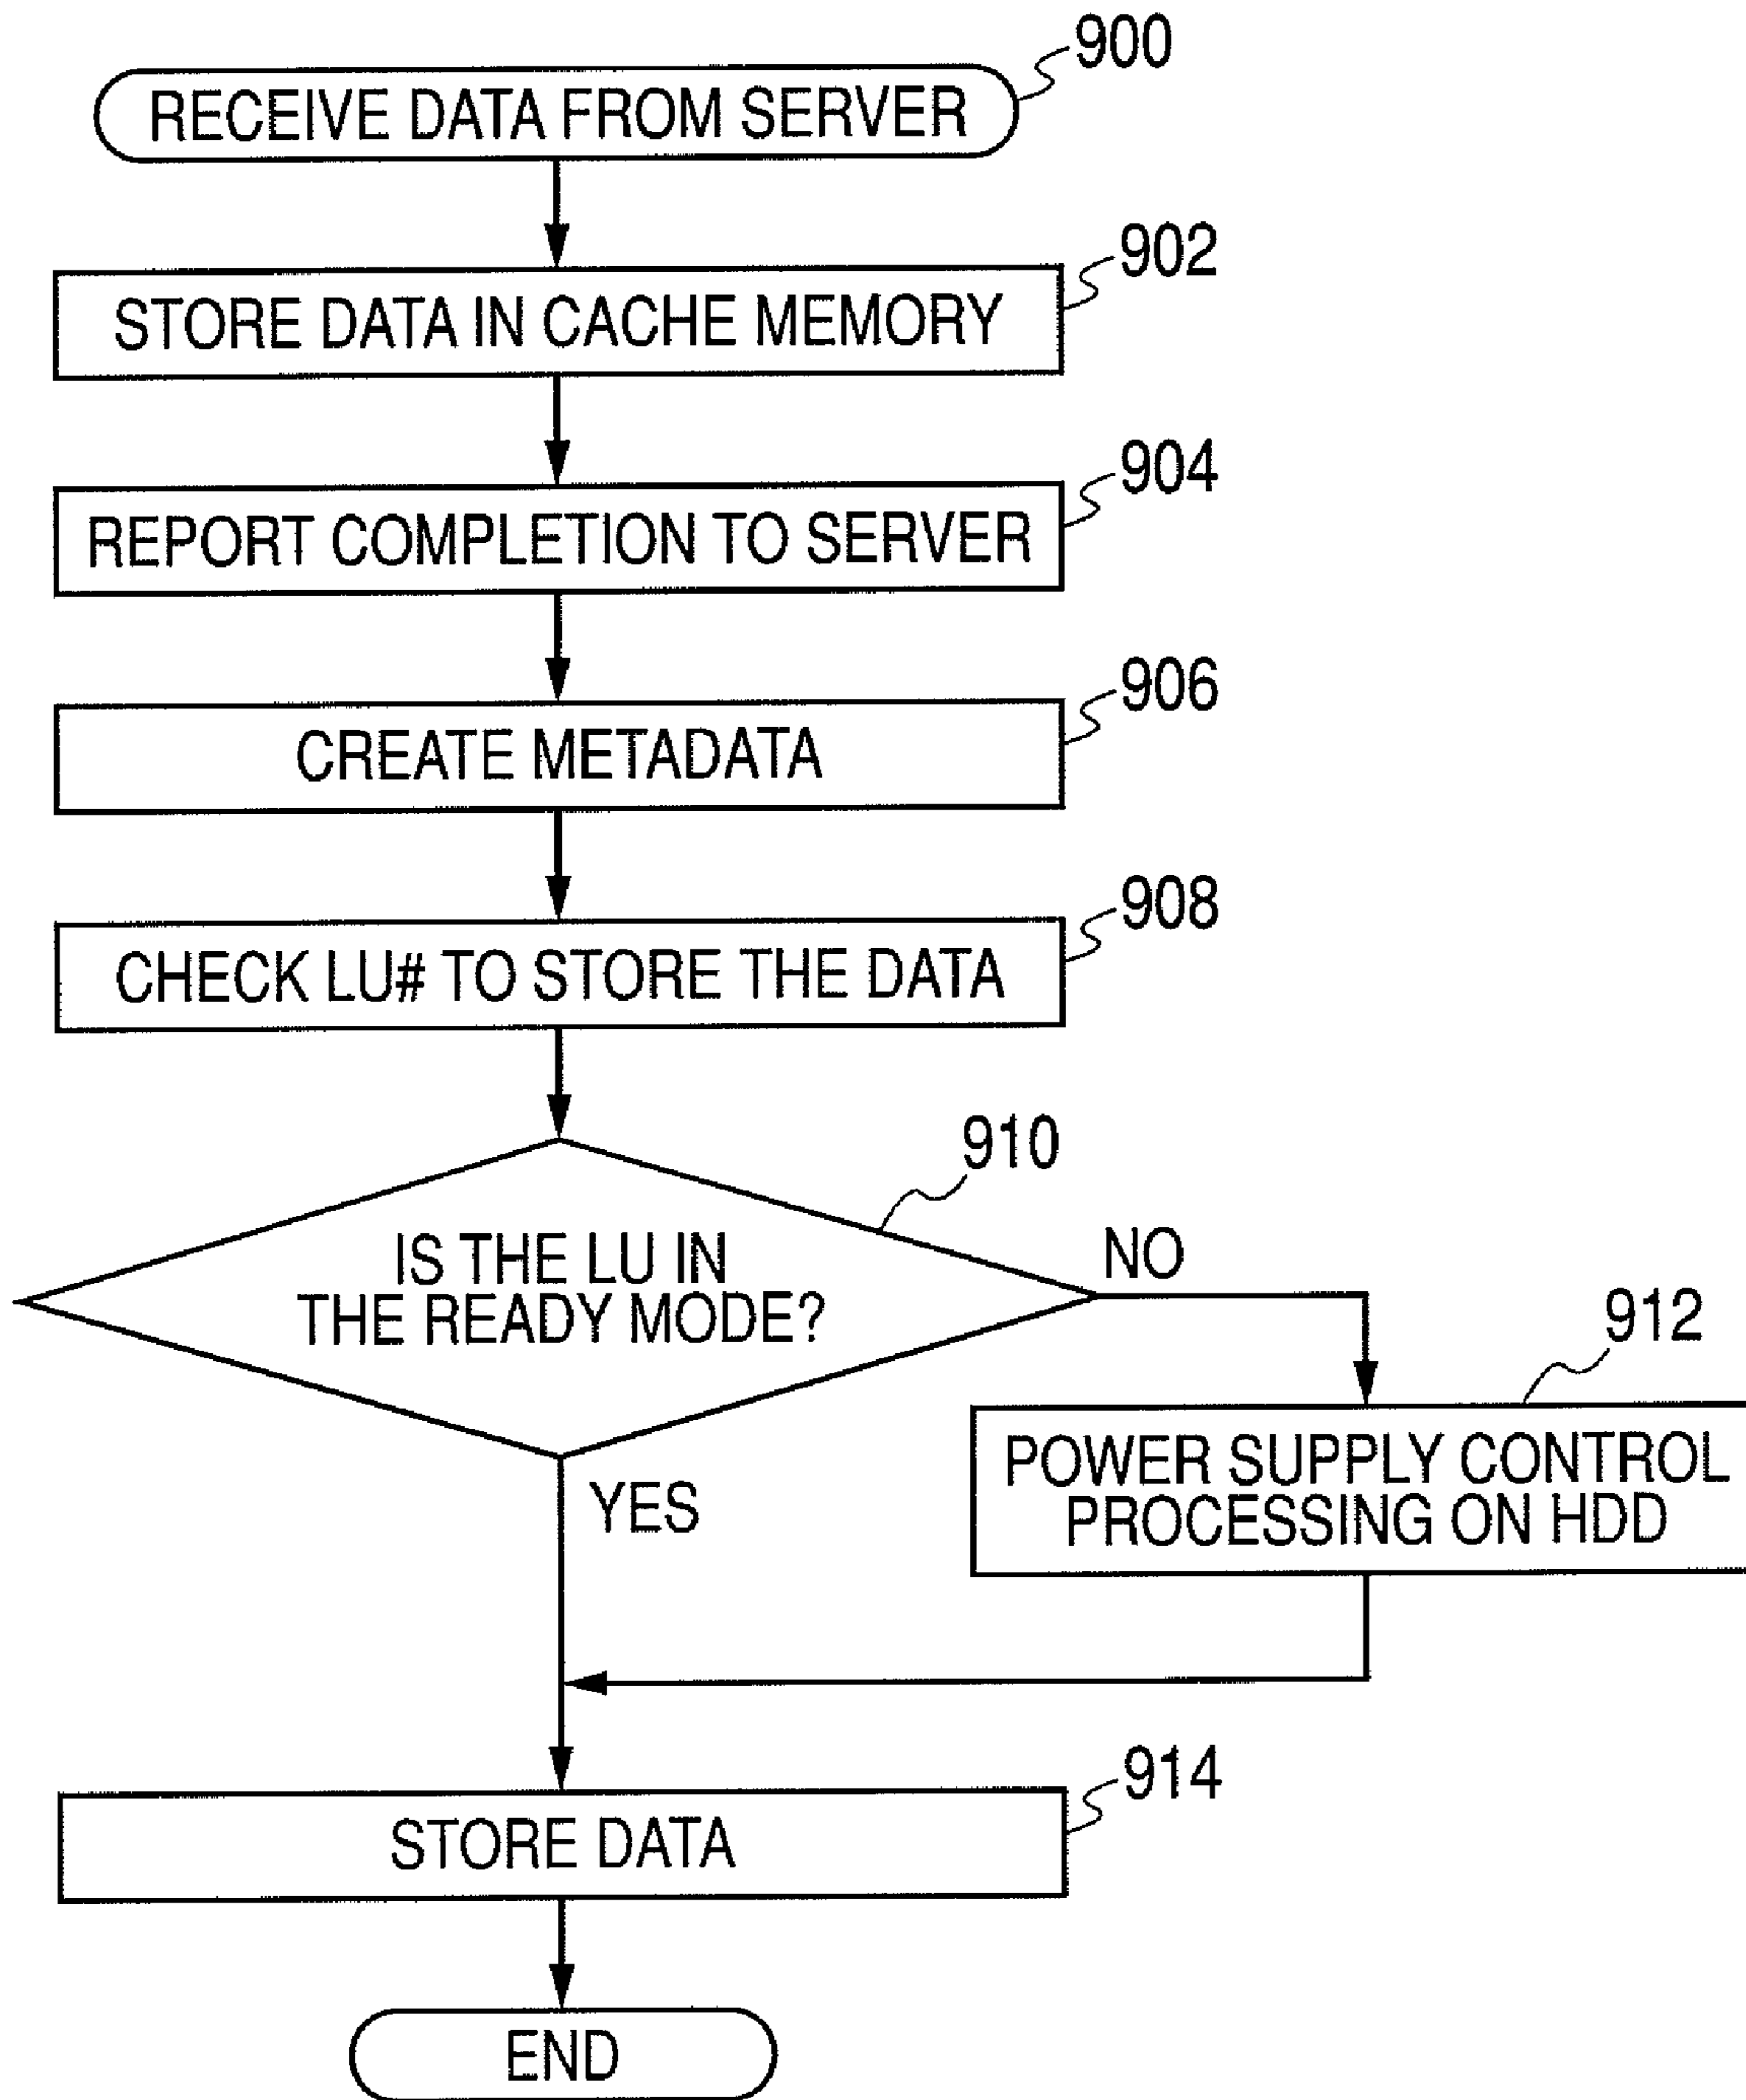 900
RECEIVE DATA FROM SERVER
902
STORE DATA IN CACHE MEMORY
904
REPORT COMPLETION TO SERVER
906
CREATE METADATA
908
CHECK LU# TO STORE THE DATA
910
IS THE LU IN
THE READY MODE?
NO
912
POWER SUPPLY CONTROL
PROCESSING ON HDD
YES
914
STORE DATA
END